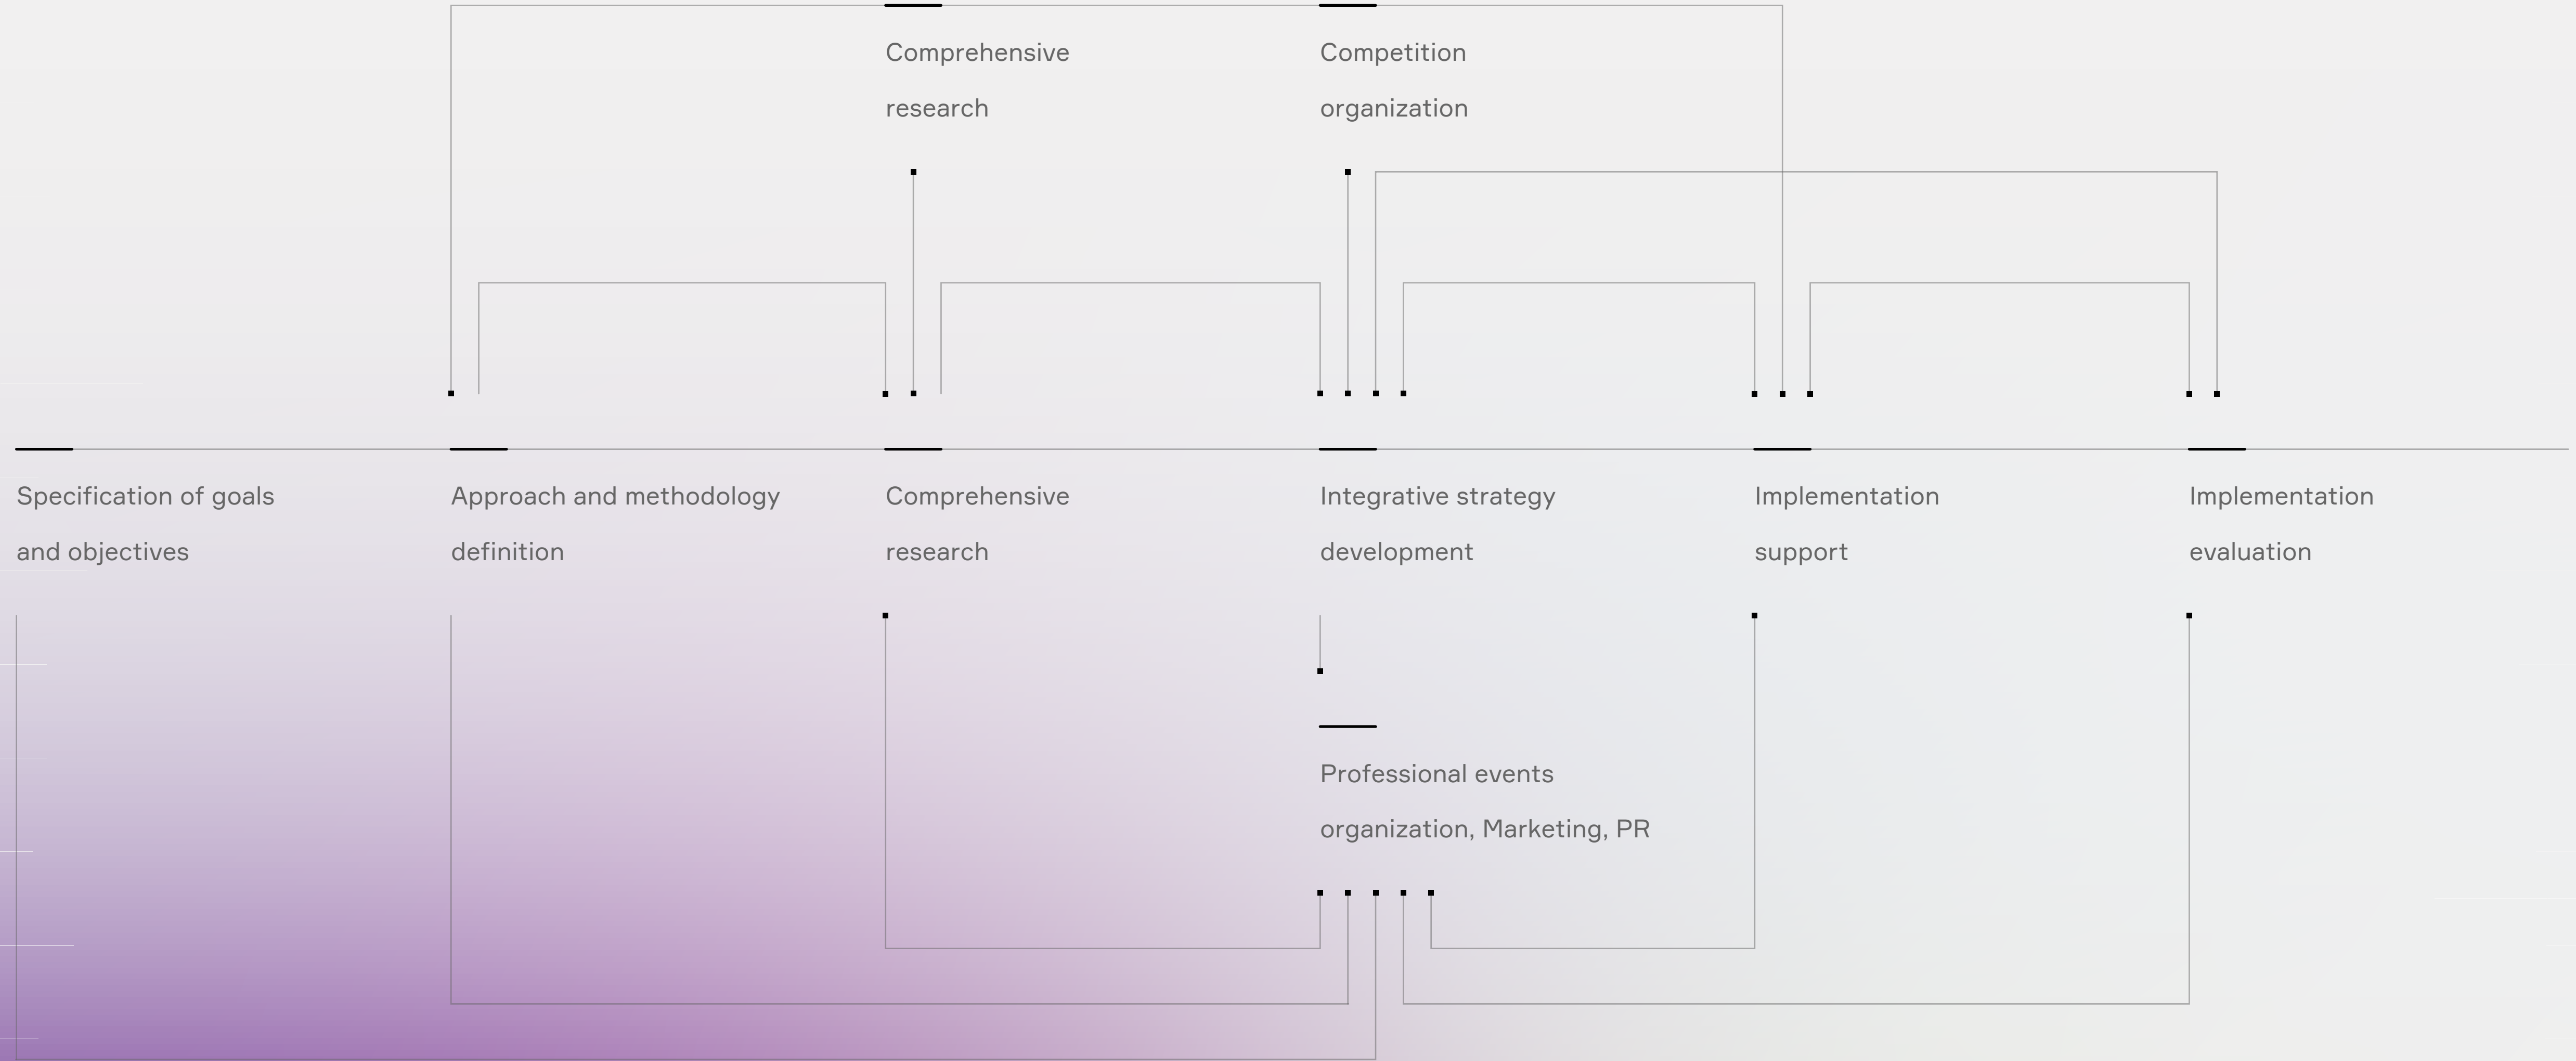 Comprehensive
research
Competition
organization
Specification of goals
and objectives
Approach and methodology
definition
Comprehensive
research
Integrative strategy
development
Implementation
support
Implementation
evaluation
Professional events
organization, Marketing, PR